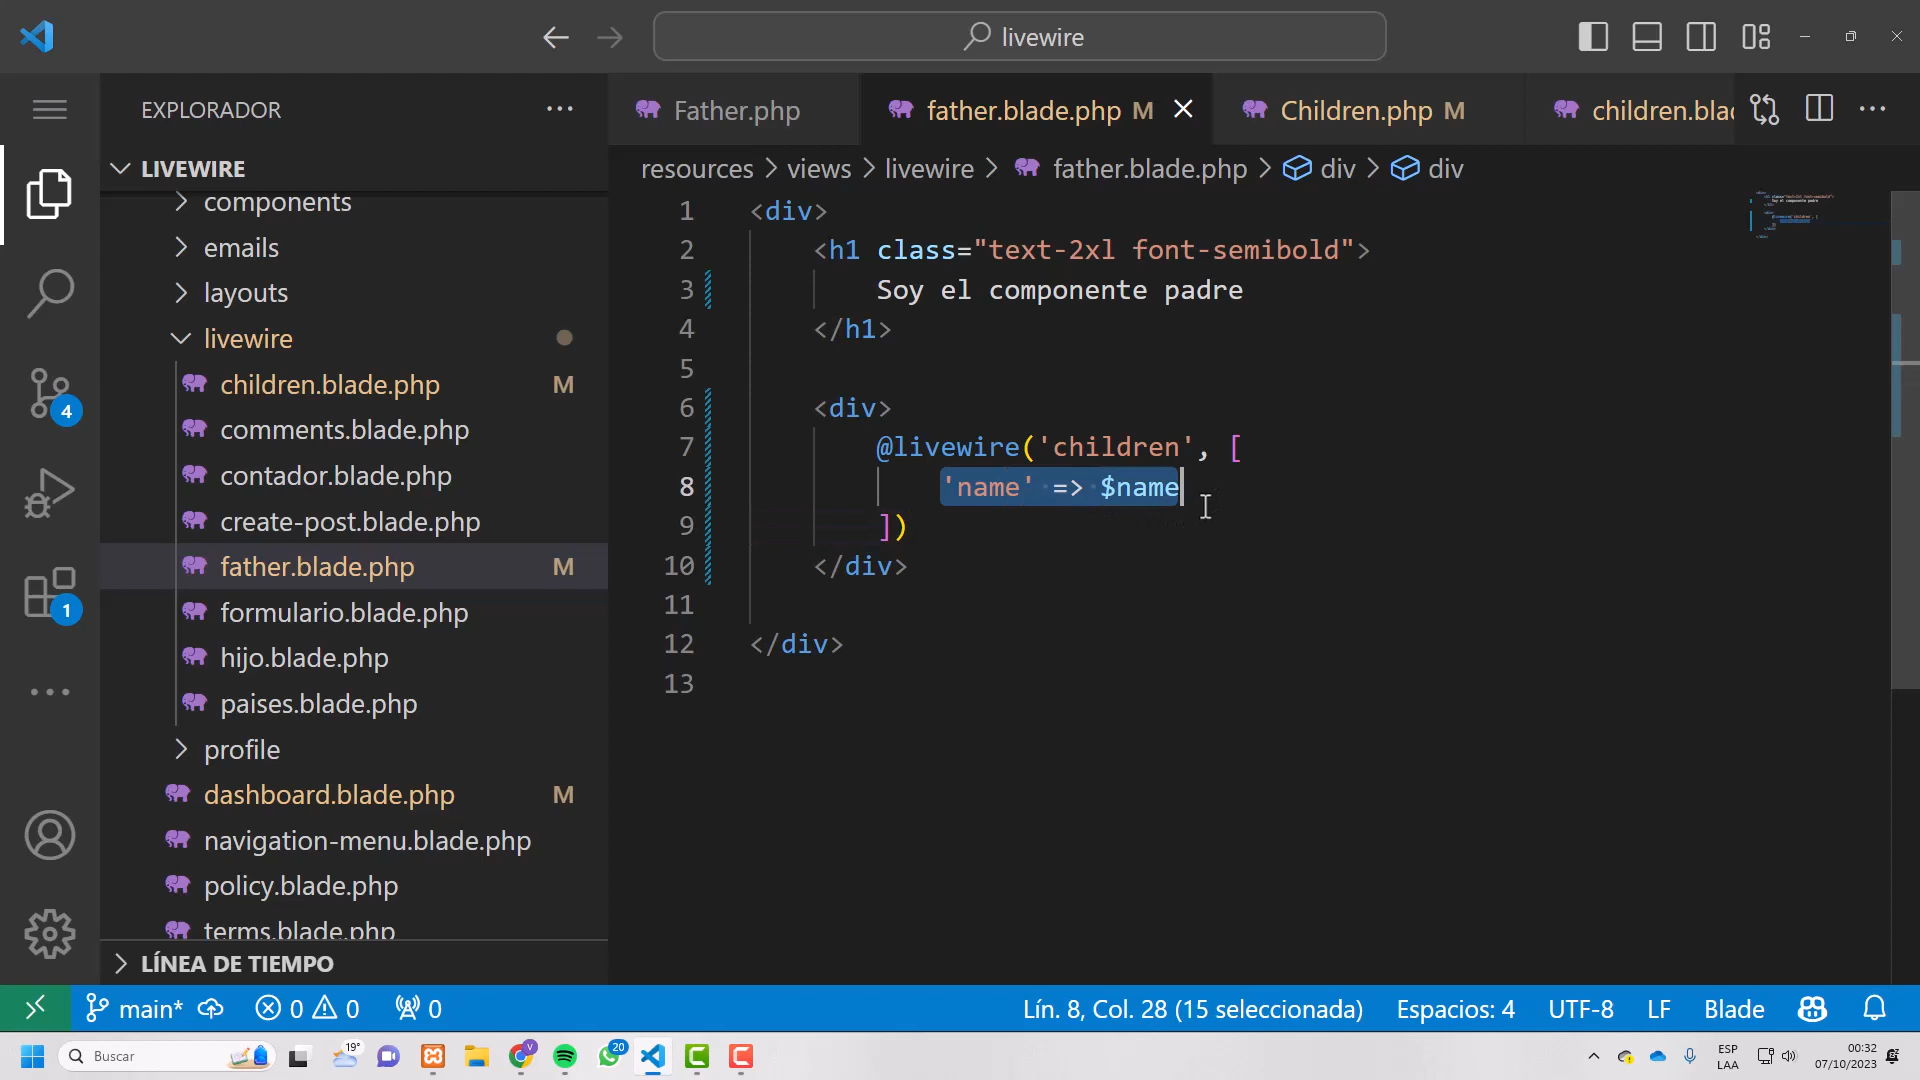 livewire
EXPLORADOR
LIVEWIRE
components
emails
layouts
livewire
children.blade.php M
comments.blade.php
contador.blade.php
create-post.blade.php
father.blade.php M
formulario.blade.php
hijo.blade.php
paises.blade.php
profile
dashboard.blade.php M
navigation-menu.blade.php
policy.blade.php
terms.blade.php
LÍNEA DE TIEMPO
4
1
Father.php
father.blade.php M
Children.php M
children.blad
resources > views > livewire > father.blade.php > div > div
1 <div>
2 <h1 class="text-2xl font-semibold">
3 Soy el componente padre
4 </h1>
5
6 <div>
7 @livewire('children', [
8 'name' => $name
9 ])
10 </div>
11
12 </div>
13
main* 0 0 0
Lín. 8, Col. 28 (15 seleccionada) Espacios: 4 UTF-8 LF Blade
Buscar
19°
V
20
ESP
LAA
00:32
07/10/2023